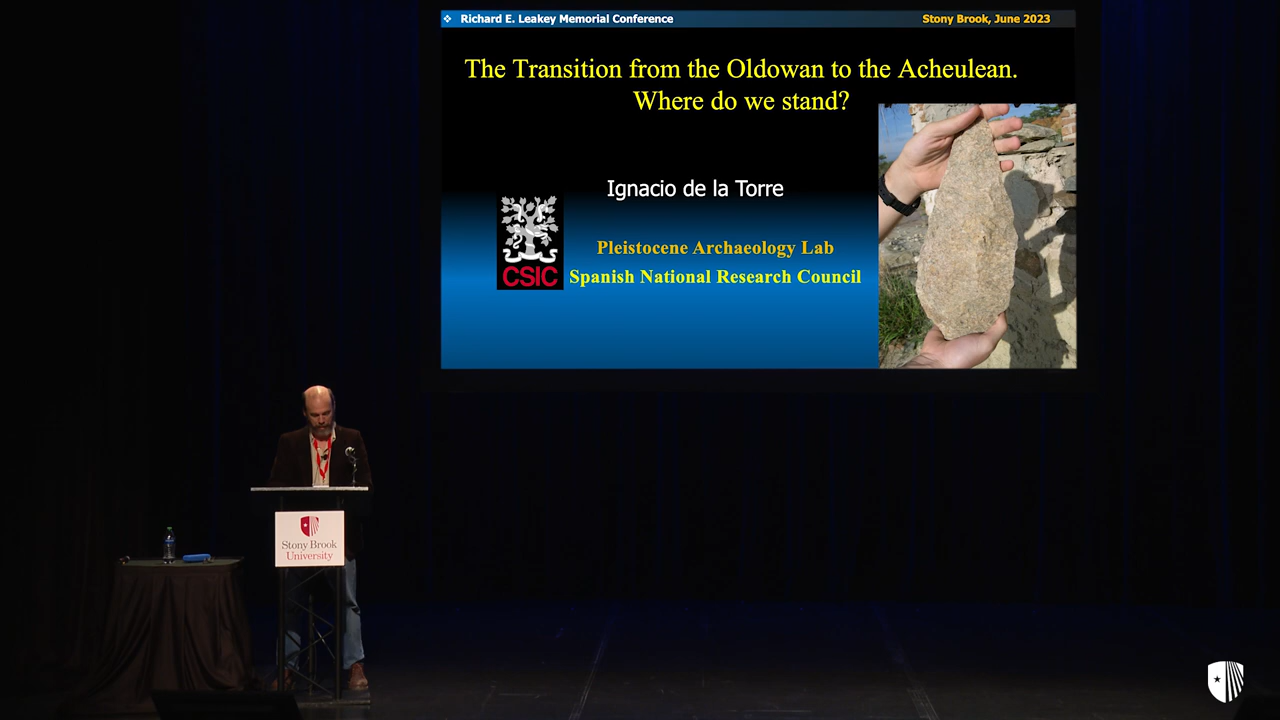 Richard E. Leakey Memorial Conference
Stony Brook, June 2023
The Transition from the Oldowan to the Acheulean.
Where do we stand?
Ignacio de la Torre
Pleistocene Archaeology Lab
Spanish National Research Council
CSIC
Stony Brook
University